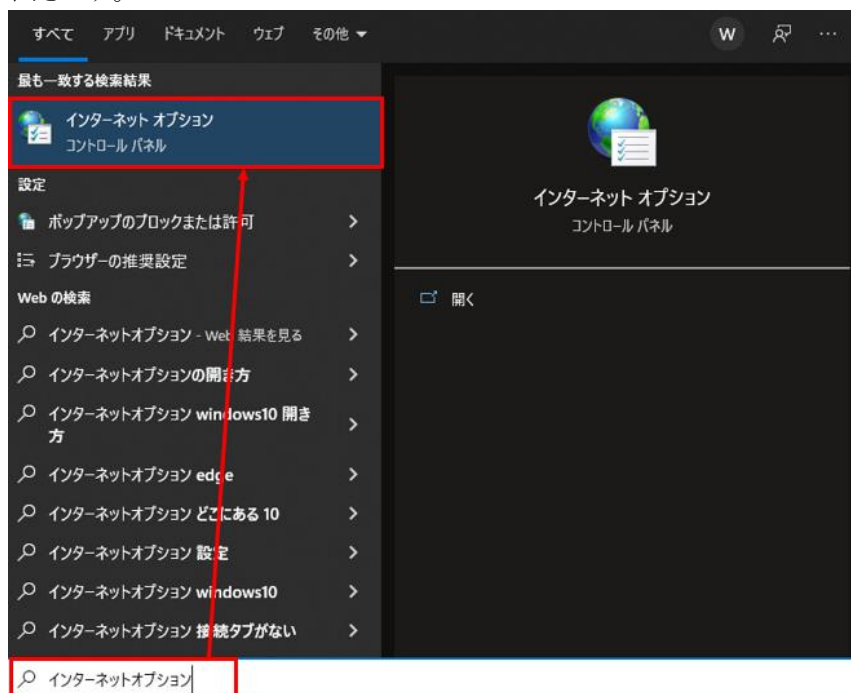 すべて アプリ ドキュメント ウェブ その他 W
最も一致する検索結果
インターネット オプション
コントロール パネル
設定
ポップアップのブロックまたは許可
ブラウザーの推奨設定
Web の検索
インターネットオプション - Web 結果を見る
インターネットオプションの開き方
インターネットオプション windows10 開き
方
インターネットオプション edge
インターネットオプション どこにある 10
インターネットオプション 設定
インターネットオプション windows10
インターネットオプション 接続タブがない
インターネットオプション
インターネット オプション
コントロール パネル
開く